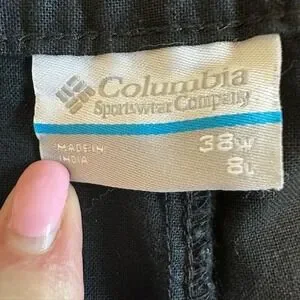 Columbia
Sportswear Company
38W
MADE IN
INDIA
8L